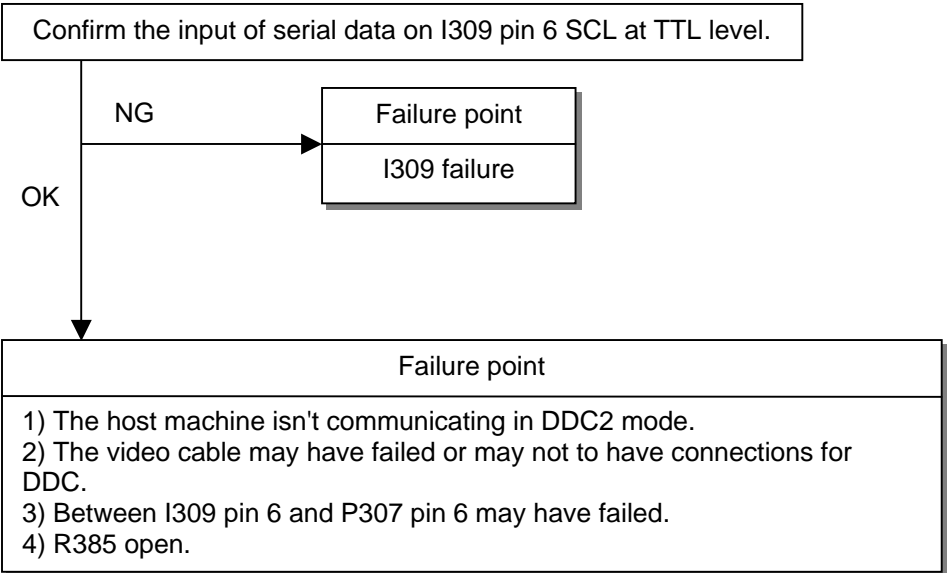 Confirm the input of serial data on I309 pin 6 SCL at TTL level.
NG
Failure point
I309 failure
OK
Failure point
1) The host machine isn't communicating in DDC2 mode.
2) The video cable may have failed or may not to have connections for
DDC.
3) Between I309 pin 6 and P307 pin 6 may have failed.
4) R385 open.